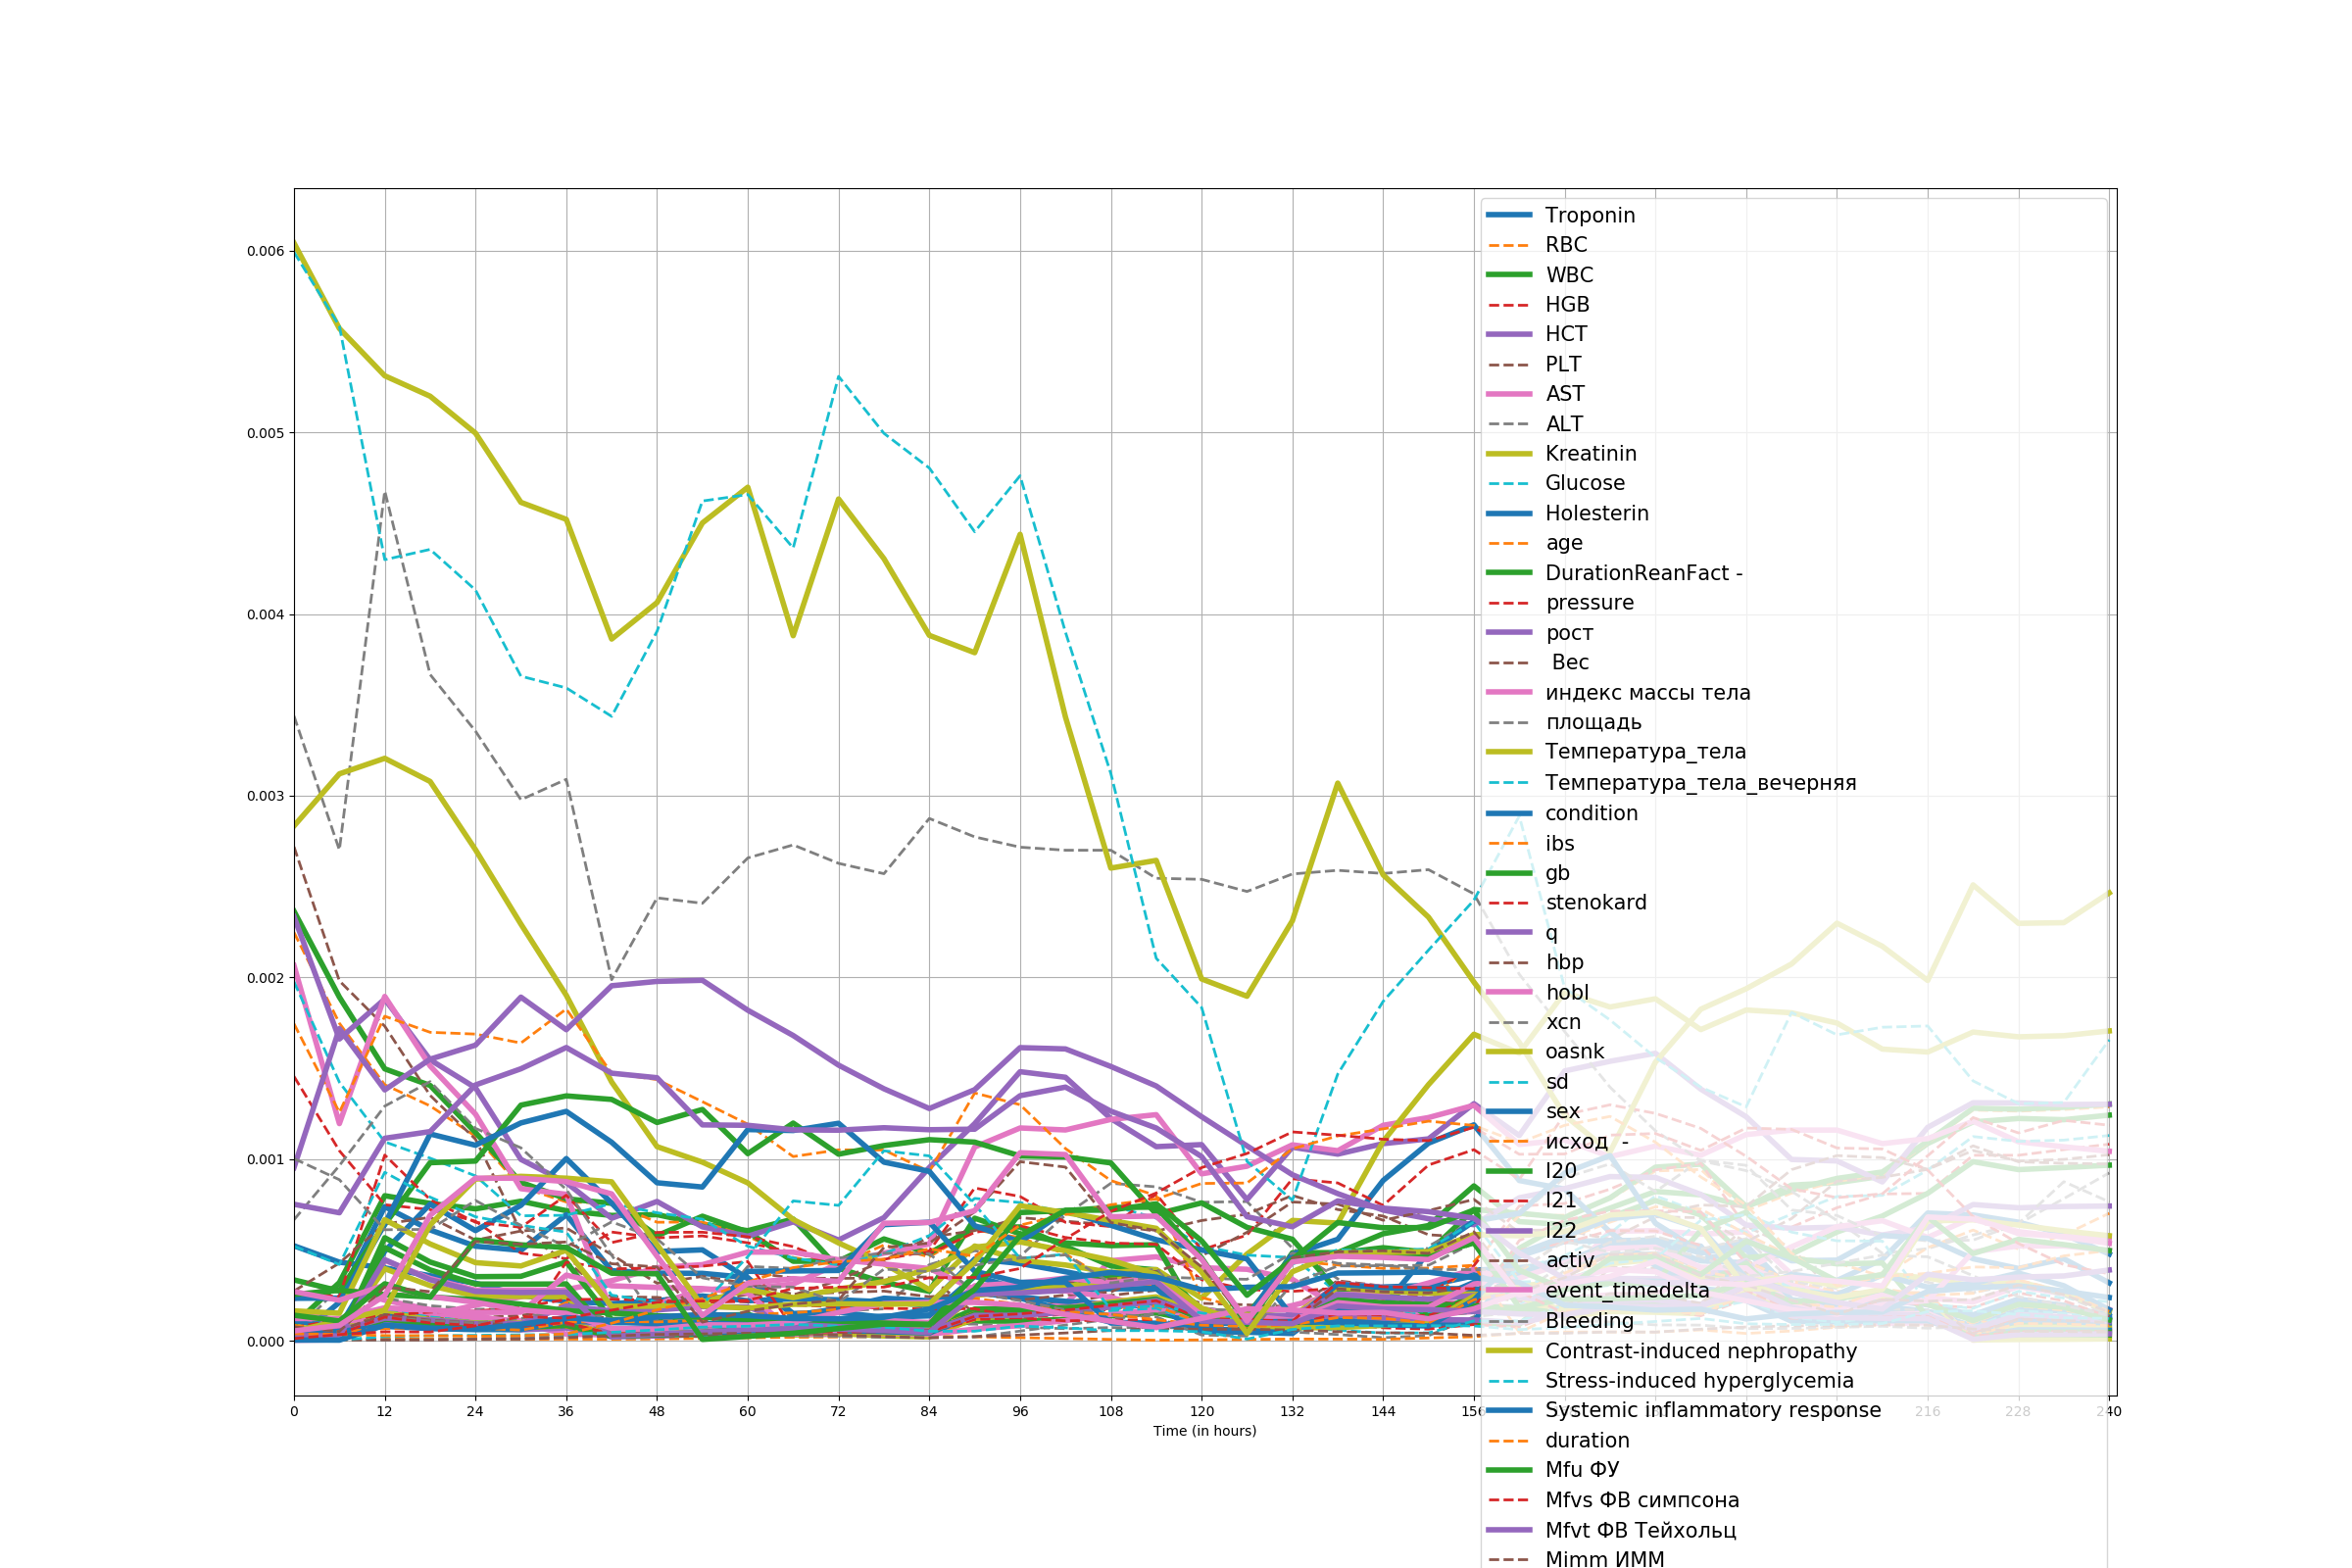 0.006
0.005
0.004
0.003
0.002
0.001
0.000
0 12 24 36 48 60 72 84 96 108 120 132 144 156 216 228 240
Time (in hours)
Troponin
RBC
WBC
HGB
HCT
PLT
AST
ALT
Kreatinin
Glucose
Holesterin
age
DurationReanFact -
pressure
рост
Вес
индекс массы тела
площадь
Температура_тела
Температура_тела_вечерняя
condition
ibs
gb
stenokard
q
hbp
hobl
xcn
oasnk
sd
sex
исход  -
I20
I21
I22
activ
event_timedelta
Bleeding
Contrast-induced nephropathy
Stress-induced hyperglycemia
Systemic inflammatory response
duration
Mfu ФУ
Mfvs ФВ симпсона
Mfvt ФВ Тейхольц
Mimm ИММ